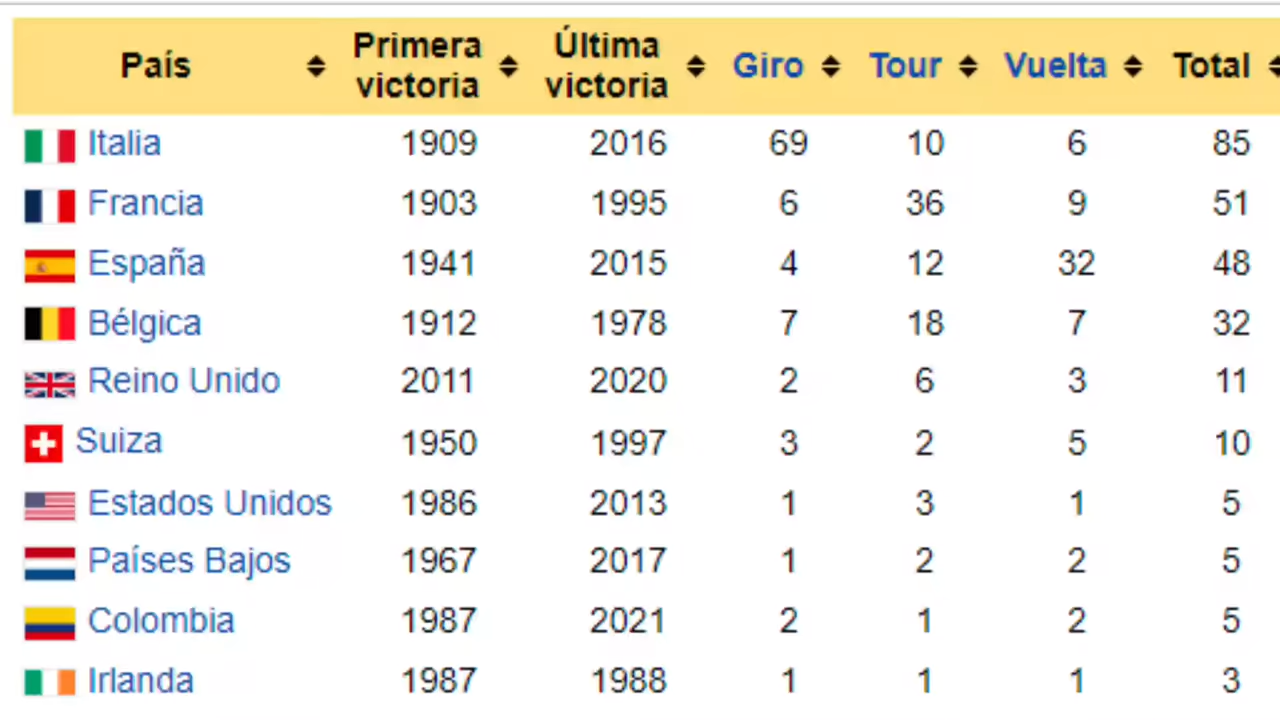 País Primera victoria Última victoria Giro Tour Vuelta Total
Italia 1909 2016 69 10 6 85
Francia 1903 1995 6 36 9 51
España 1941 2015 4 12 32 48
Bélgica 1912 1978 7 18 7 32
Reino Unido 2011 2020 2 6 3 11
Suiza 1950 1997 3 2 5 10
Estados Unidos 1986 2013 1 3 1 5
Países Bajos 1967 2017 1 2 2 5
Colombia 1987 2021 2 1 2 5
Irlanda 1987 1988 1 1 1 3